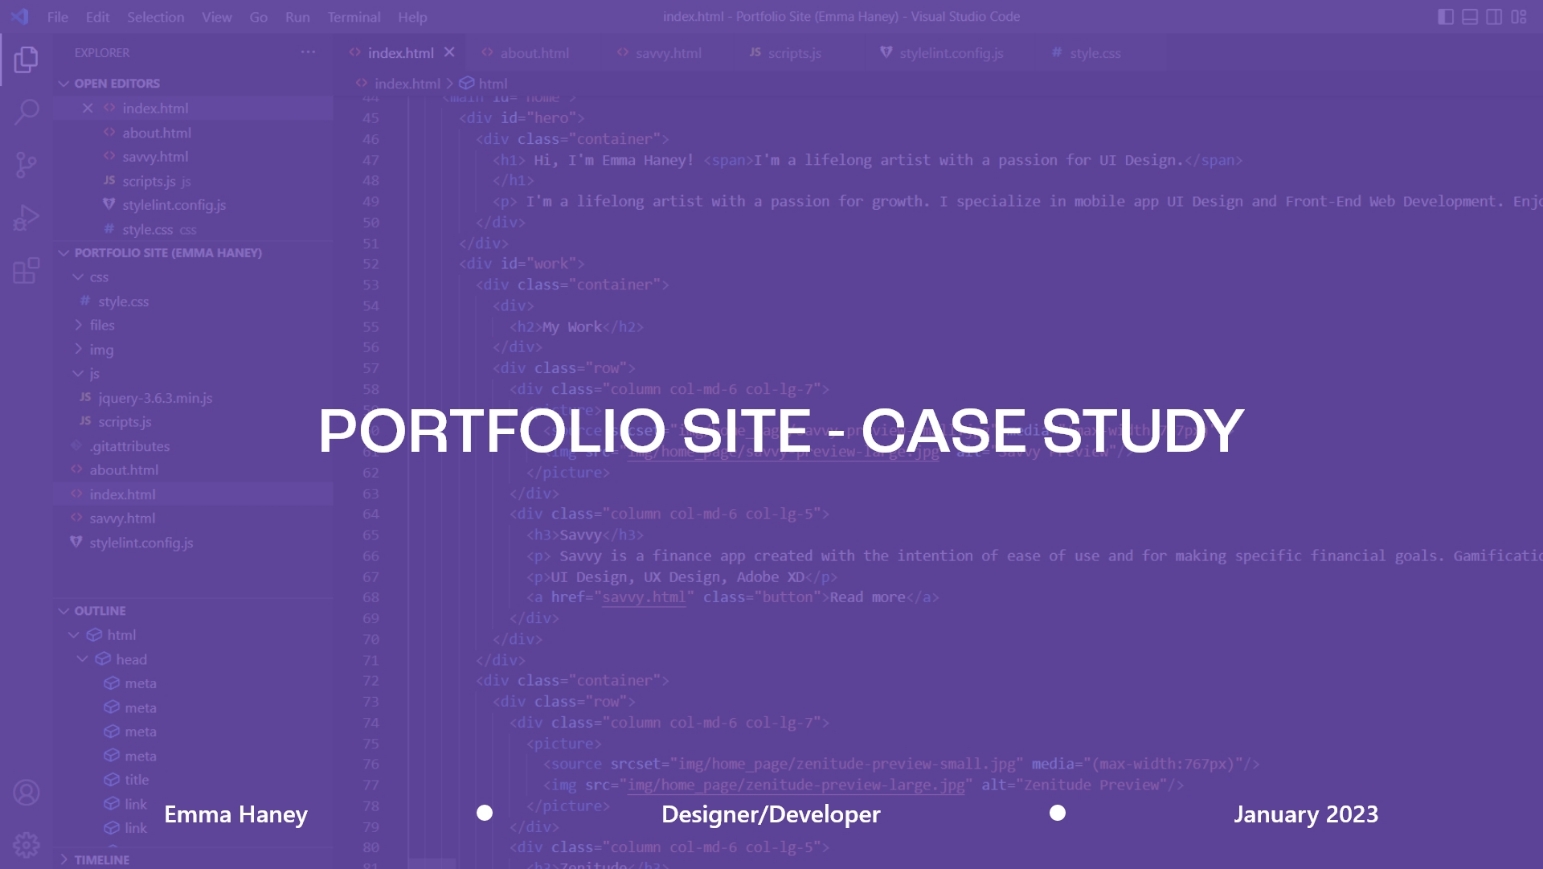 File Edit Selection View Go Run Terminal Help
index.html - Portfolio Site (Emma Haney) - Visual Studio Code
EXPLORER
OPEN EDITORS
index.html
about.html
savvy.html
JS scripts.js js
stylelint.config.js
# style.css css
PORTFOLIO SITE (EMMA HANEY)
css
# style.css
files
img
js
JS jquery-3.6.3.min.js
JS scripts.js
.gitattributes
about.html
index.html
savvy.html
stylelint.config.js
OUTLINE
html
head
meta
meta
meta
meta
title
link
link
TIMELINE
index.html about.html savvy.html JS scripts.js stylelint.config.js # style.css
index.html > html
44 <main id="home">
45 <div id="hero">
46 <div class="container">
47 <h1> Hi, I'm Emma Haney! <span>I'm a lifelong artist with a passion for UI Design.</span>
48 </h1>
49 <p> I'm a lifelong artist with a passion for growth. I specialize in mobile app UI Design and Front-End Web Development. Enj
50 </div>
51 </div>
52 <div id="work">
53 <div class="container">
54 <div>
55 <h2>My Work</h2>
56 </div>
57 <div class="row">
58 <div class="column col-md-6 col-lg-7">
PORTFOLIO SITE - CASE STUDY
62 </picture>
63 </div>
64 <div class="column col-md-6 col-lg-5">
65 <h3>Savvy</h3>
66 <p> Savvy is a finance app created with the intention of ease of use and for making specific financial goals. Gamificatio
67 <p>UI Design, UX Design, Adobe XD</p>
68 <a href="savvy.html" class="button">Read more</a>
69 </div>
70 </div>
71 </div>
72 <div class="container">
73 <div class="row">
74 <div class="column col-md-6 col-lg-7">
75 <picture>
76 <source srcset="img/home_page/zenitude-preview-small.jpg" media="(max-width:767px)"/>
77 <img src="img/home_page/zenitude-preview-large.jpg" alt="Zenitude Preview"/>
78 </picture>
79 </div>
80 <div class="column col-md-6 col-lg-5">
81 <h3>Zenitude</h3>
Emma Haney
Designer/Developer
January 2023